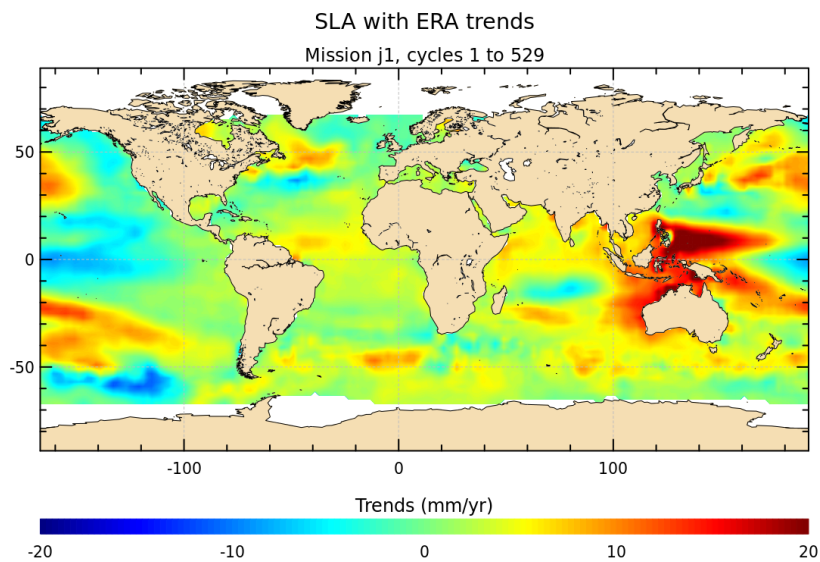 SLA with ERA trends
Mission j1, cycles 1 to 529
50
0
-50
-100 0 100
Trends (mm/yr)
-20 -10 0 10 20